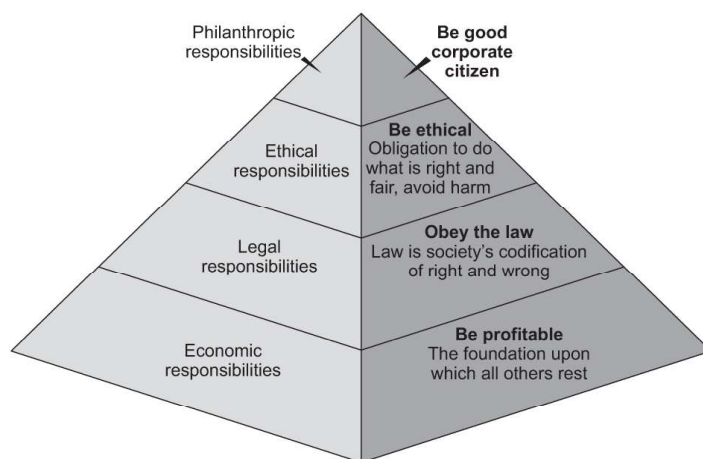 Philanthropic
responsibilities
Be good
corporate
citizen
Ethical
responsibilities
Be ethical
Obligation to do
what is right and
fair, avoid harm
Legal
responsibilities
Obey the law
Law is society’s codification
of right and wrong
Economic
responsibilities
Be profitable
The foundation upon
which all others rest